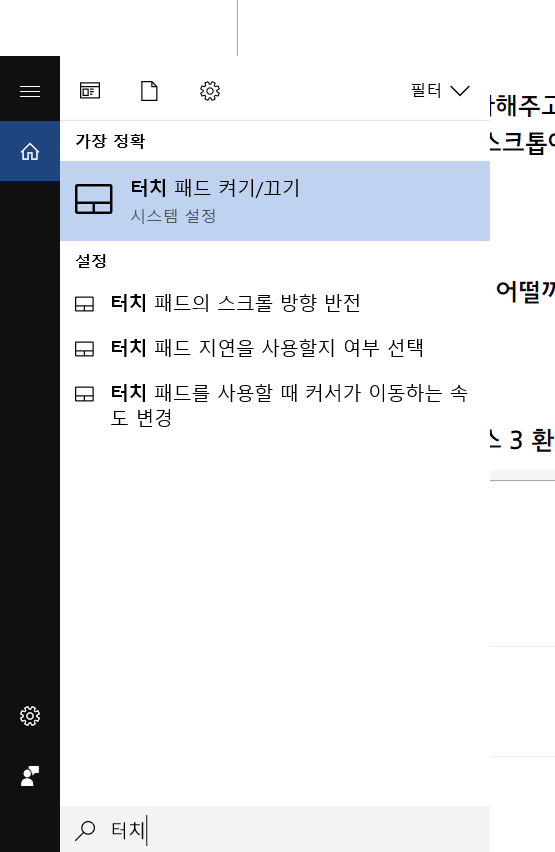 필터
가장 정확
터치 패드 켜기/끄기
시스템 설정
설정
터치 패드의 스크롤 방향 반전
터치 패드 지연을 사용할지 여부 선택
터치 패드를 사용할 때 커서가 이동하는 속
도 변경
터치
해주고
스크톱
어떨까
스 3 환